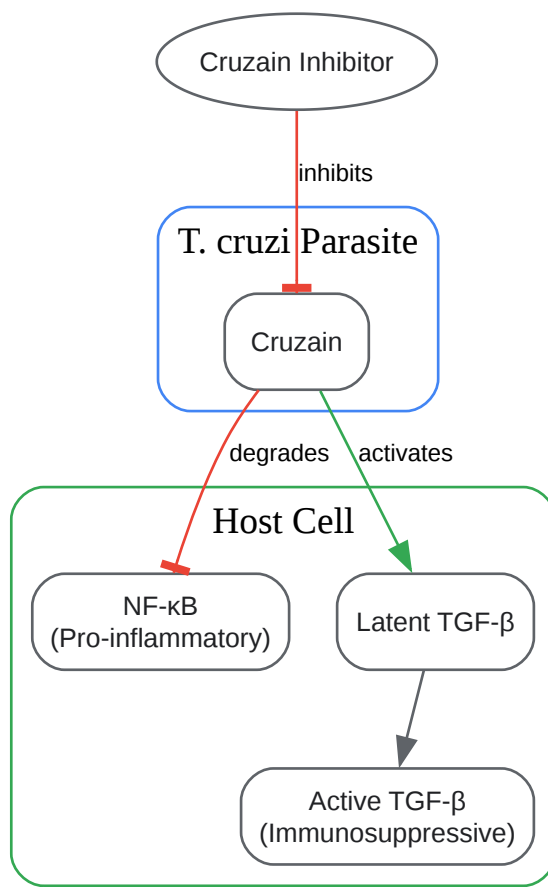 Cruzain Inhibitor
inhibits
T. cruzi Parasite
Cruzain
degrades
activates
Host Cell
NF-κB
(Pro-inflammatory)
Latent TGF-β
Active TGF-β
(Immunosuppressive)